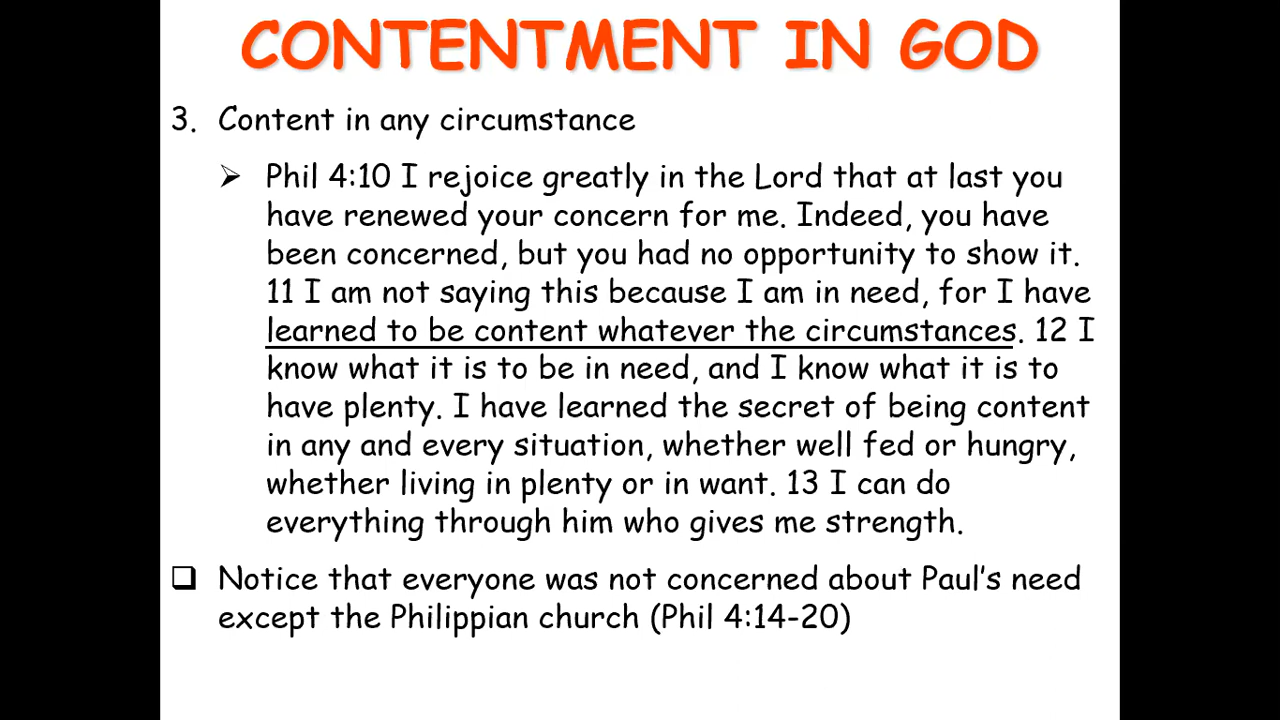 CONTENTMENT IN GOD
3. Content in any circumstance
➢ Phil 4:10 I rejoice greatly in the Lord that at last you
have renewed your concern for me. Indeed, you have
been concerned, but you had no opportunity to show it.
11 I am not saying this because I am in need, for I have
learned to be content whatever the circumstances. 12 I
know what it is to be in need, and I know what it is to
have plenty. I have learned the secret of being content
in any and every situation, whether well fed or hungry,
whether living in plenty or in want. 13 I can do
everything through him who gives me strength.
❑ Notice that everyone was not concerned about Paul's need
except the Philippian church (Phil 4:14-20)